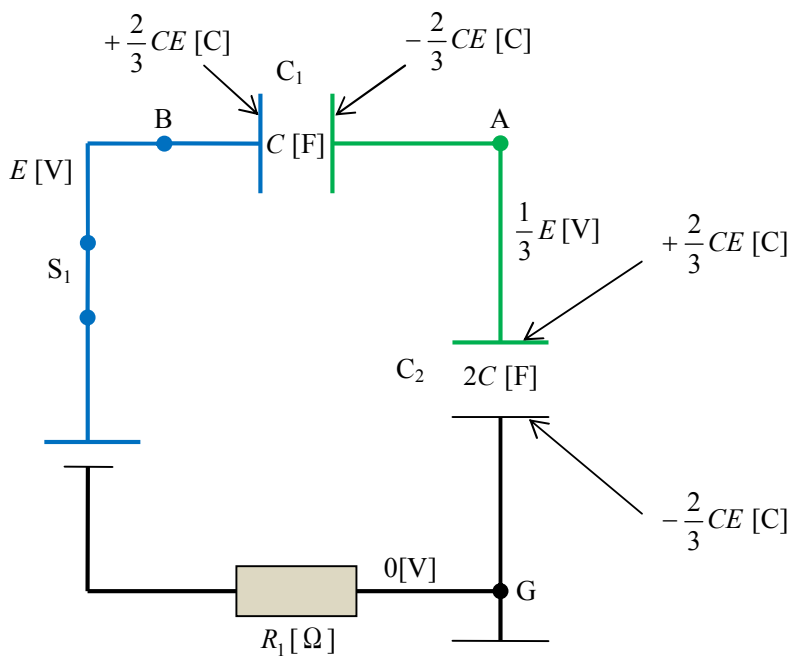 +2/3 CE [C]
−2/3 CE [C]
C₁
B
C [F]
A
E [V]
1/3 E [V]
+2/3 CE [C]
S₁
C₂
2C [F]
−2/3 CE [C]
0[V]
G
R₁ [Ω]